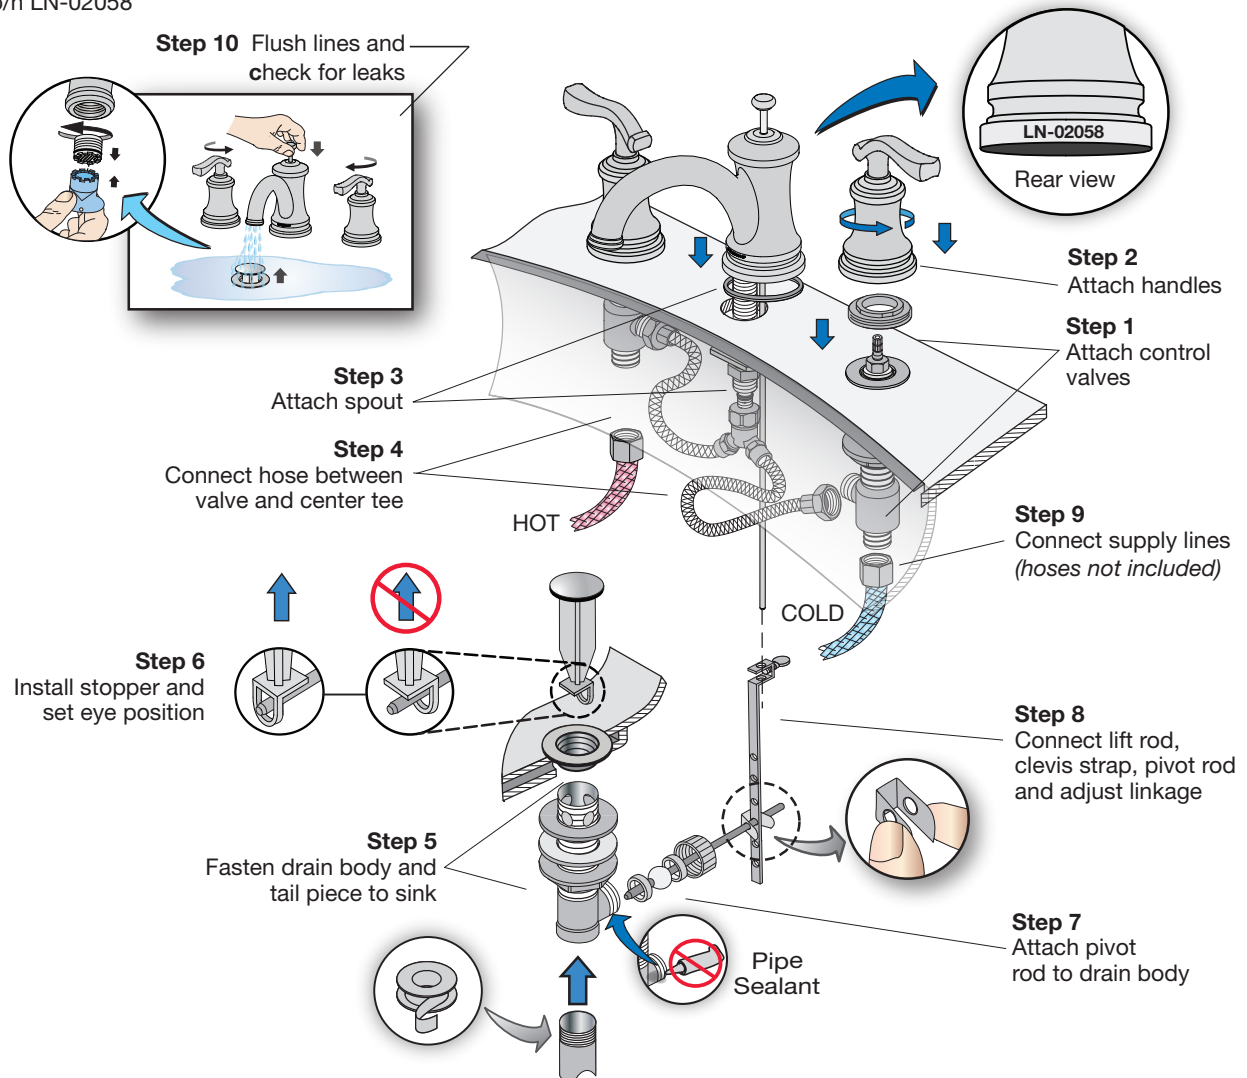 p/n LN-02058
Step 10 Flush lines and
check for leaks
LN-02058
Rear view
Step 2
Attach handles
Step 1
Attach control
valves
Step 3
Attach spout
Step 4
Connect hose between
valve and center tee
HOT
Step 9
Connect supply lines
(hoses not included)
COLD
Step 6
Install stopper and
set eye position
Step 8
Connect lift rod,
clevis strap, pivot rod
and adjust linkage
Step 5
Fasten drain body and
tail piece to sink
Step 7
Attach pivot
rod to drain body
Pipe
Sealant